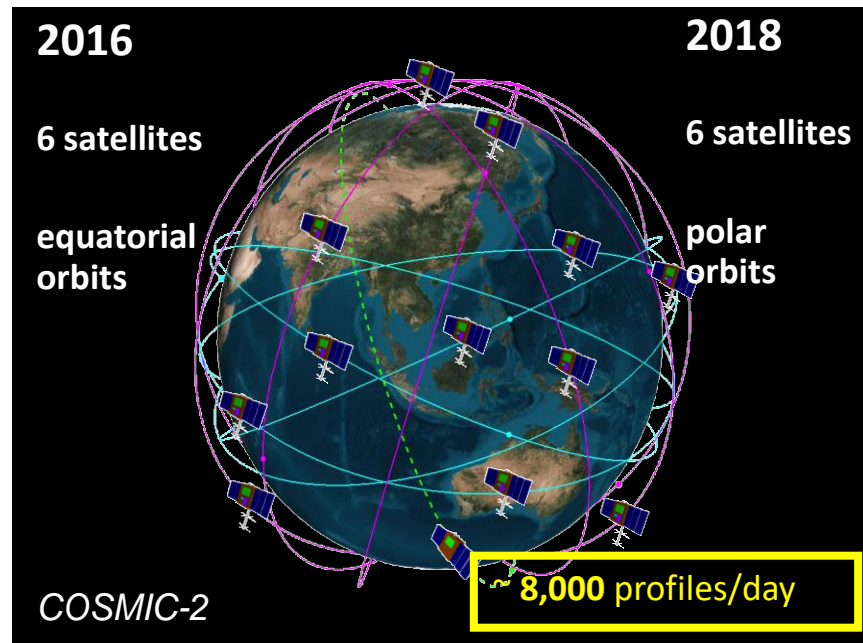 2016
6 satellites
equatorial
orbits
2018
6 satellites
polar
orbits
~ 8,000 profiles/day
COSMIC-2